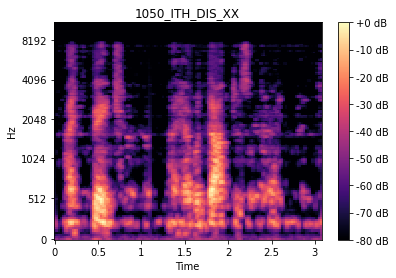 1050_ITH_DIS_XX
+0 dB
8192
-10 dB
4096
-20 dB
-30 dB
2048
Hz
-40 dB
1024
-50 dB
512
-60 dB
-70 dB
0
-80 dB
0 0.5 1 1.5 2 2.5 3
Time